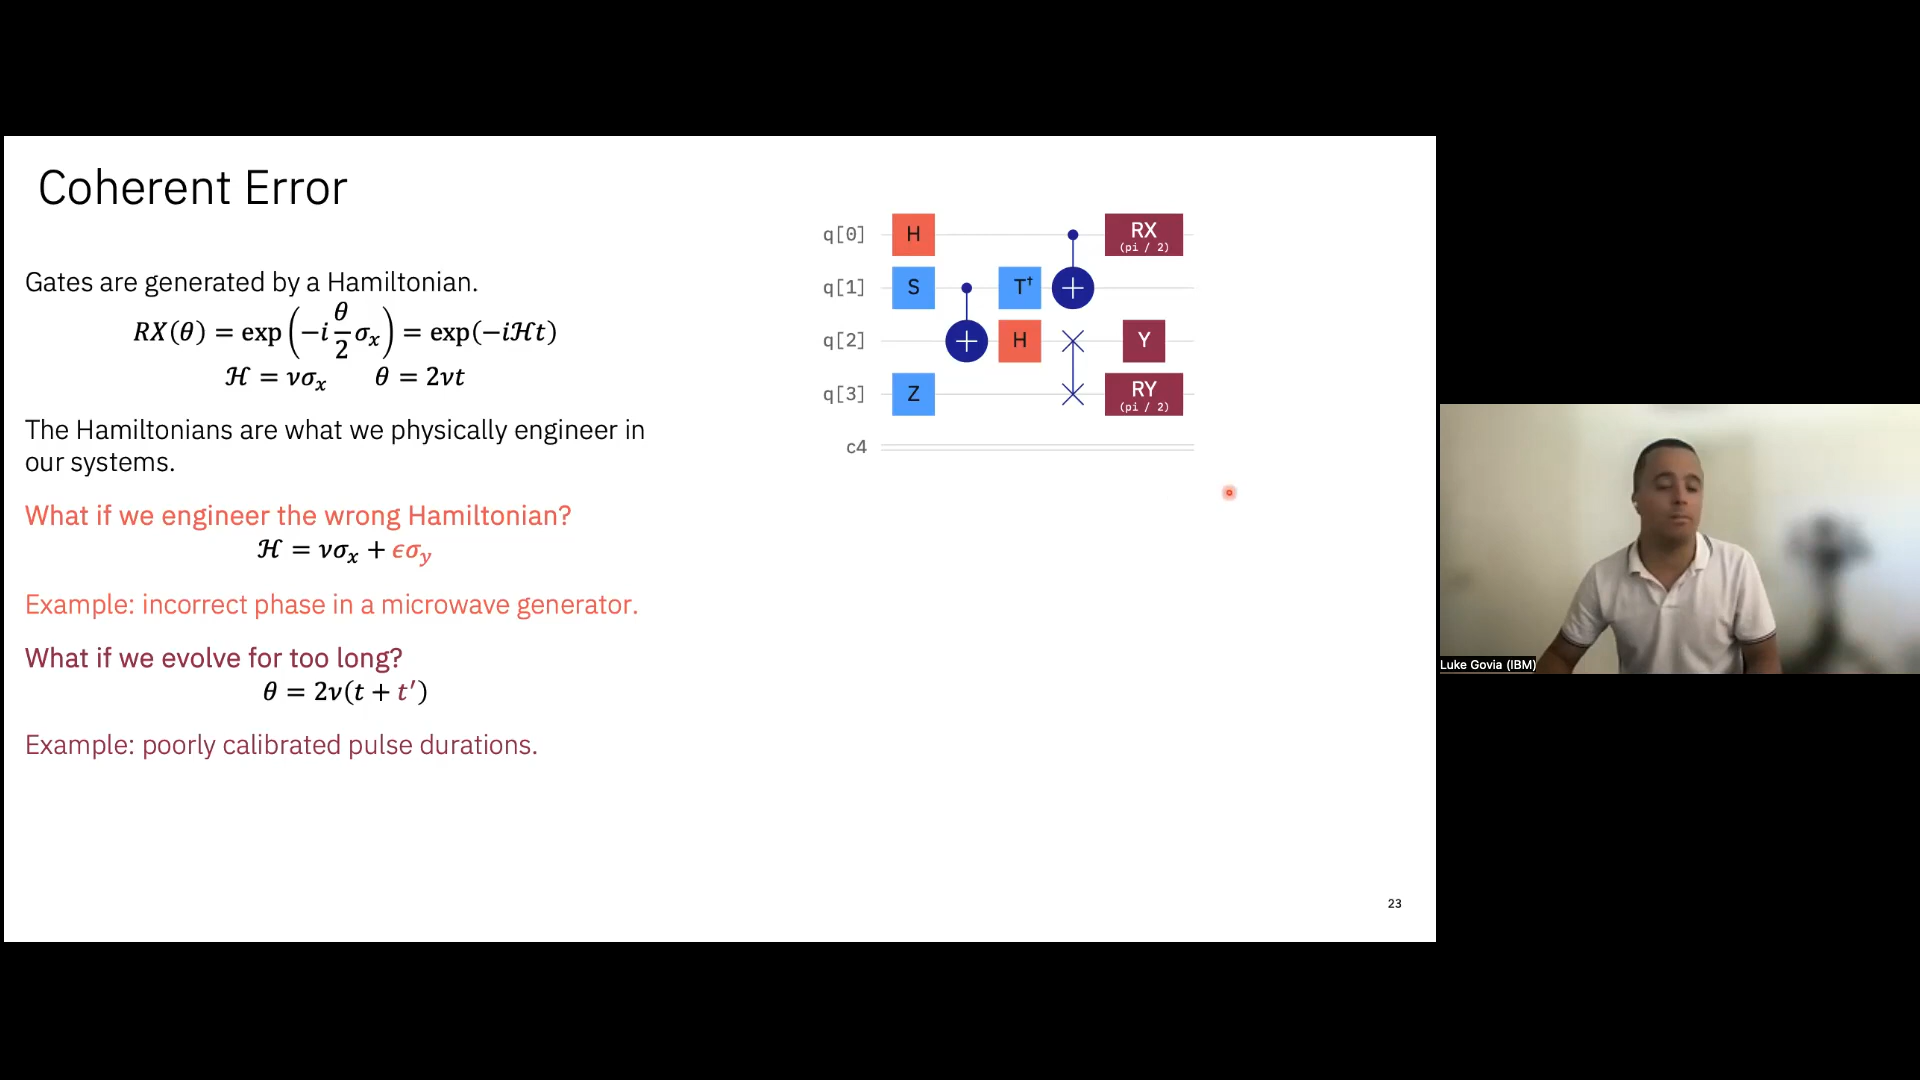 Coherent Error
Gates are generated by a Hamiltonian.
RX(θ) = exp(−i θ/2 σₓ) = exp(−iℋt)
ℋ = νσₓ    θ = 2νt
The Hamiltonians are what we physically engineer in
our systems.
What if we engineer the wrong Hamiltonian?
ℋ = νσₓ + ϵσᵧ
Example: incorrect phase in a microwave generator.
What if we evolve for too long?
θ = 2ν(t + t′)
Example: poorly calibrated pulse durations.
q[0] H RX (pi / 2)
q[1] S T† +
q[2] + H Y
q[3] Z RY (pi / 2)
c4
23
Luke Govia (IBM)